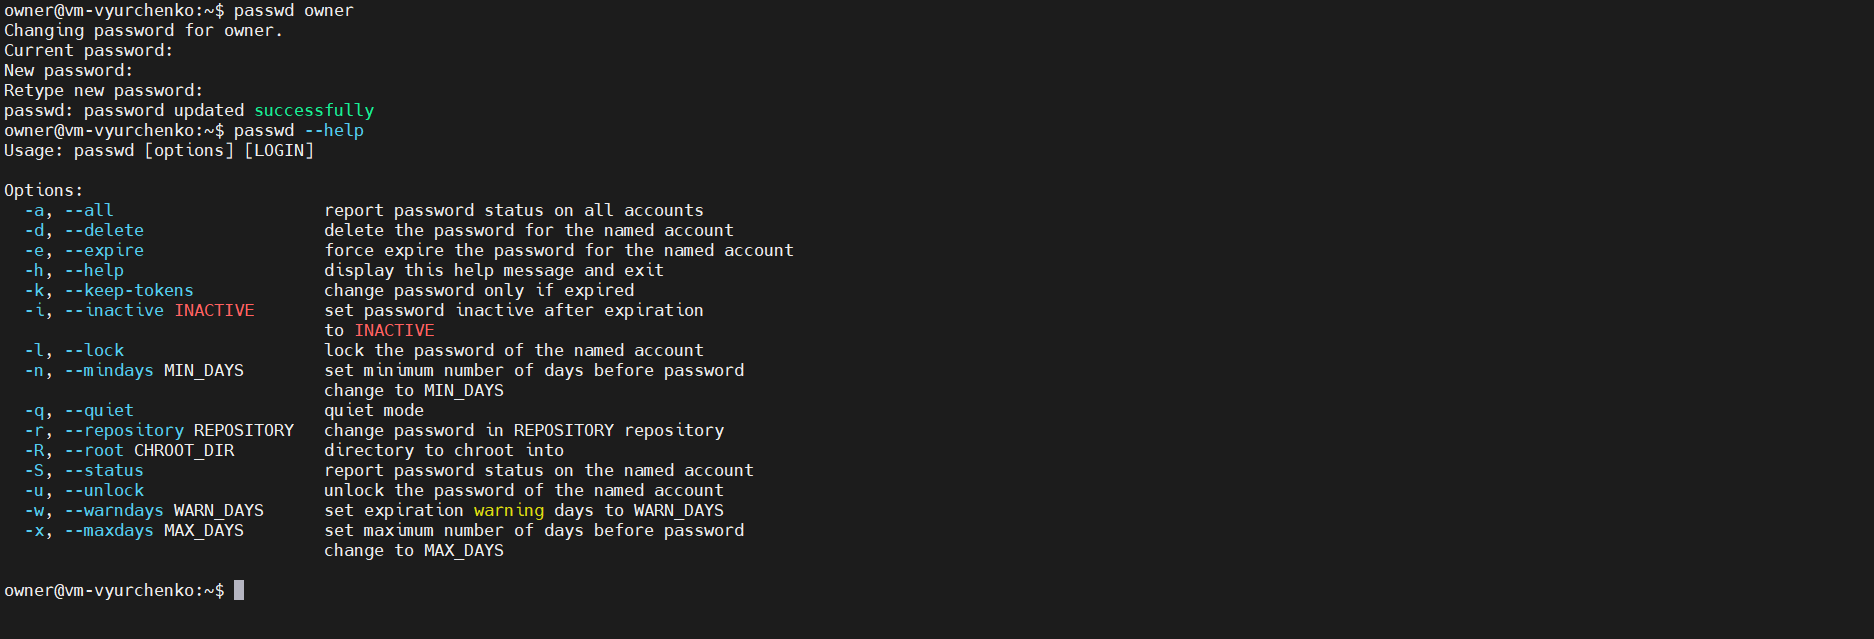 owner@vm-vyurchenko:~$ passwd owner
Changing password for owner.
Current password:
New password:
Retype new password:
passwd: password updated successfully
owner@vm-vyurchenko:~$ passwd --help
Usage: passwd [options] [LOGIN]

Options:
  -a, --all                     report password status on all accounts
  -d, --delete                  delete the password for the named account
  -e, --expire                  force expire the password for the named account
  -h, --help                    display this help message and exit
  -k, --keep-tokens             change password only if expired
  -i, --inactive INACTIVE       set password inactive after expiration
                                to INACTIVE
  -l, --lock                    lock the password of the named account
  -n, --mindays MIN_DAYS        set minimum number of days before password
                                change to MIN_DAYS
  -q, --quiet                   quiet mode
  -r, --repository REPOSITORY   change password in REPOSITORY repository
  -R, --root CHROOT_DIR         directory to chroot into
  -S, --status                  report password status on the named account
  -u, --unlock                  unlock the password of the named account
  -w, --warndays WARN_DAYS      set expiration warning days to WARN_DAYS
  -x, --maxdays MAX_DAYS        set maximum number of days before password
                                change to MAX_DAYS

owner@vm-vyurchenko:~$